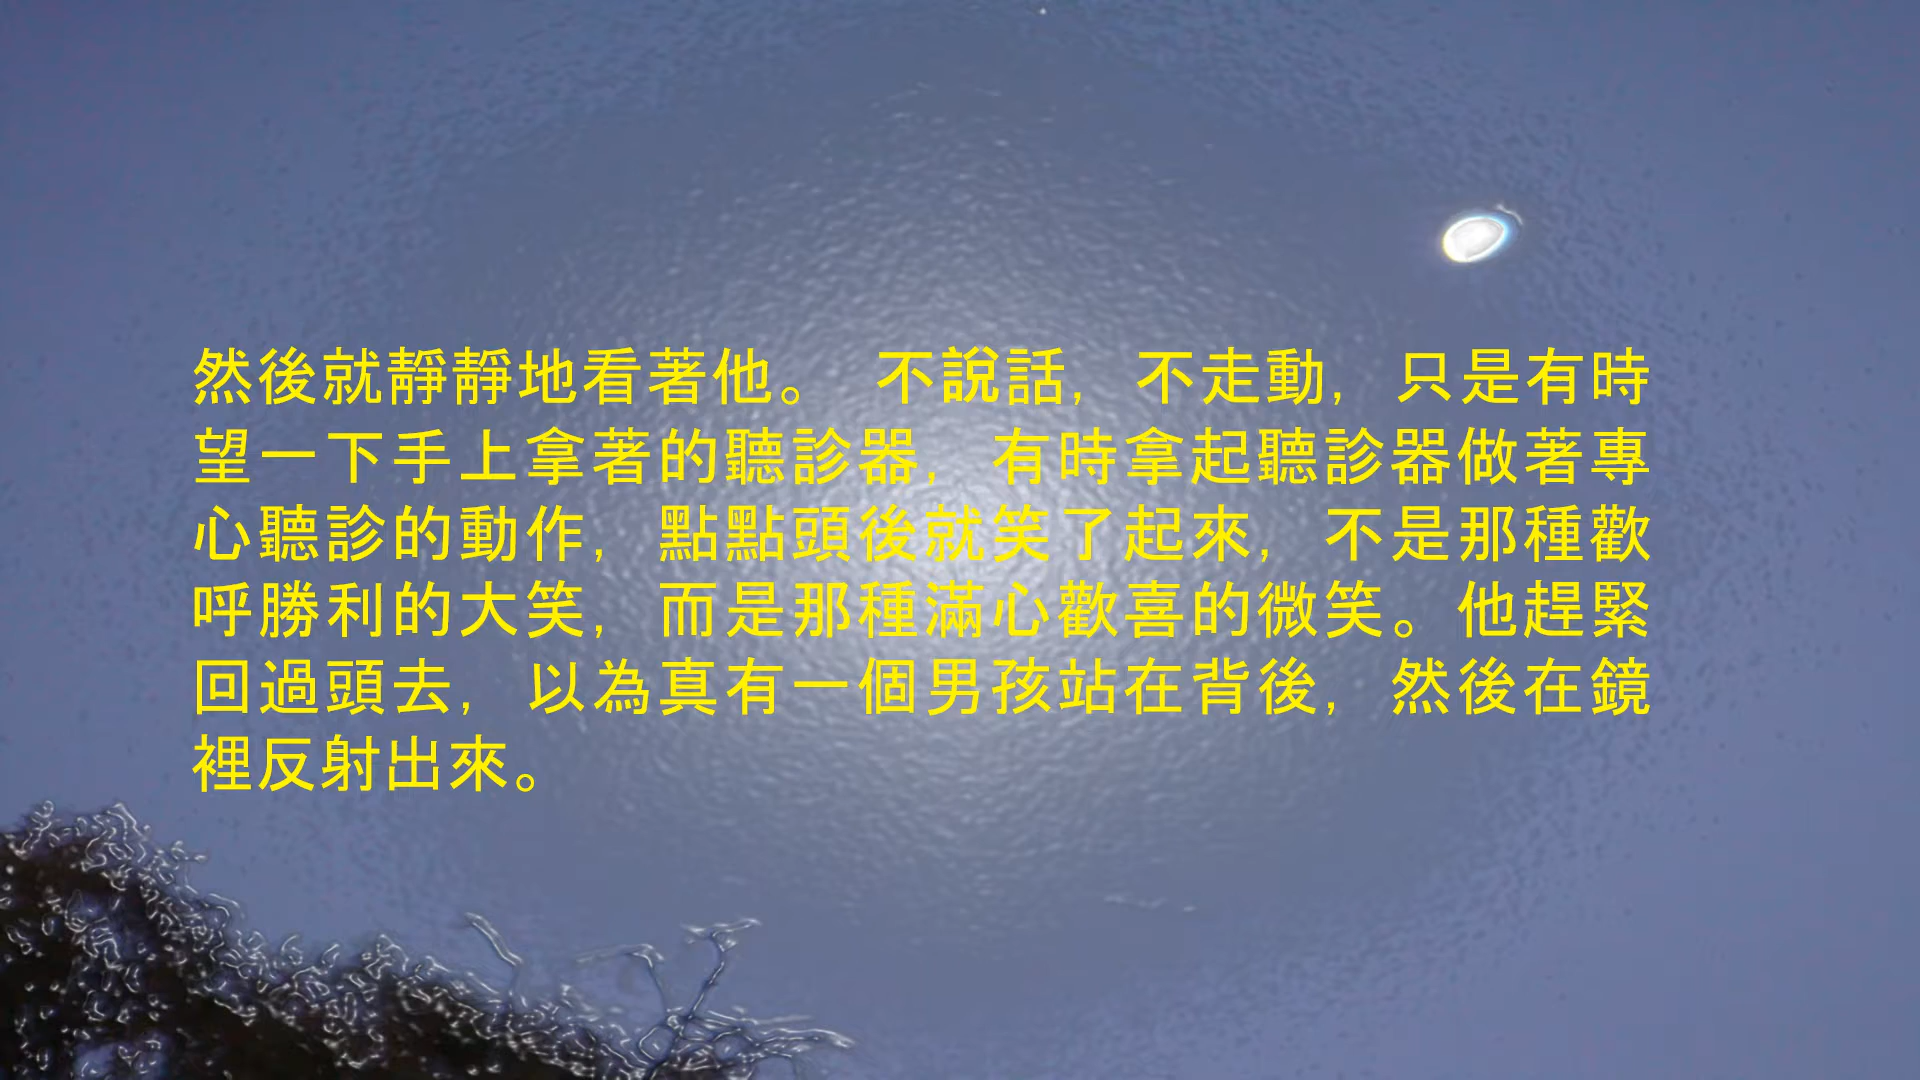 然後就靜靜地看著他。 不說話，不走動，只是有時
望一下手上拿著的聽診器，有時拿起聽診器做著專
心聽診的動作，點點頭後就笑了起來，不是那種歡
呼勝利的大笑，而是那種滿心歡喜的微笑。他趕緊
回過頭去，以為真有一個男孩站在背後，然後在鏡
裡反射出來。